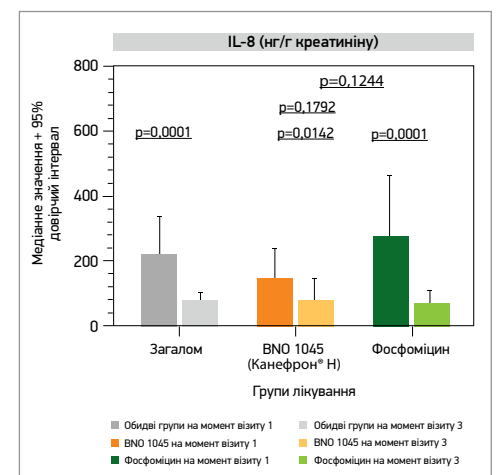 IL-8 (нг/г креатиніну)
Медіанне значення + 95%
довірчий інтервал
800
600
400
200
0
p=0,1244
p=0,1792
p=0,0001
p=0,0142
p=0,0001
Загалом
BNO 1045
(Канефрон® Н)
Фосфоміцин
Групи лікування
Обидві групи на момент візиту 1
Обидві групи на момент візиту 3
BNO 1045 на момент візиту 1
BNO 1045 на момент візиту 3
Фосфоміцин на момент візиту 1
Фосфоміцин на момент візиту 3